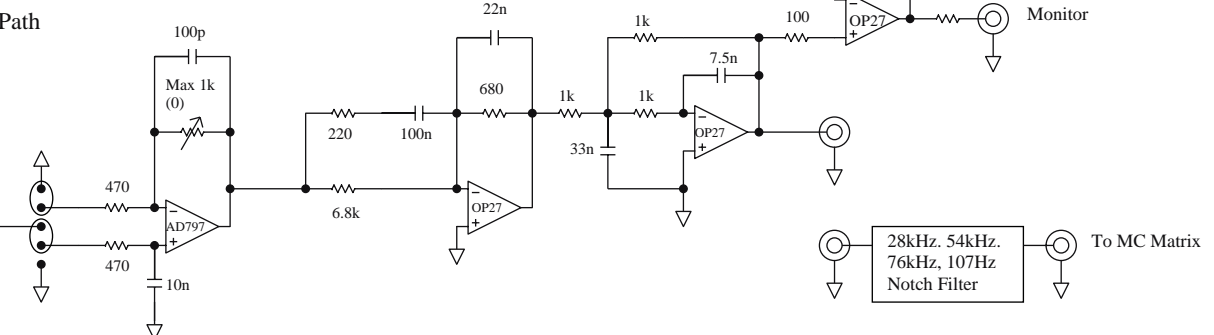 Path
100p
Max 1k
(0)
470
470
AD797
10n
220
100n
6.8k
22n
680
OP27
1k
1k
1k
33n
7.5n
OP27
100
OP27
Monitor
28kHz. 54kHz.
76kHz, 107Hz
Notch Filter
To MC Matrix